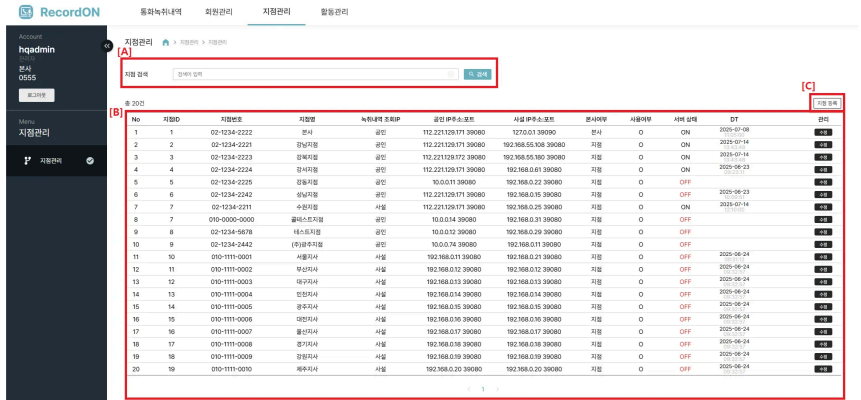 RecordON 통화녹취내역 회원관리 지점관리 활동관리
Account
hqadmin
본사
0555
로그아웃
Menu
지점관리
지점관리
지점관리 > 지점관리 > 지점관리
[A]
지점 검색 검색어 입력 검색
[C]
총 20건 지점 등록
[B]
No 지점ID 지점번호 지점명 녹취내역 조회IP 공인 IP주소:포트 사설 IP주소:포트 본사여부 사용여부 서버 상태 DT 관리
1 1 02-1234-2222 본사 공인 112.221.129.171 39080 127.0.0.1 39090 본사 O ON 2025-07-08 수정
2 2 02-1234-2221 강남지점 공인 112.221.129.171 39080 192.168.55.108 39080 지점 O ON 2025-07-14 수정
3 3 02-1234-2223 강북지점 공인 112.221.129.172 39080 192.168.55.180 39080 지점 O ON 2025-07-14 수정
4 4 02-1234-2224 강서지점 공인 112.221.129.171 39080 192.168.0.61 39080 지점 O ON 2025-06-23 수정
5 5 02-1234-2225 강동지점 공인 10.0.0.11 39080 192.168.0.22 39080 지점 O OFF 수정
6 6 02-1234-2242 성남지점 공인 112.221.129.171 39080 192.168.0.15 39080 지점 O OFF 2025-06-23 수정
7 7 02-1234-2211 수원지점 사설 112.221.129.171 39080 192.168.0.25 39080 지점 O ON 2025-07-14 수정
8 7 010-0000-0000 콜테스트지점 공인 10.0.0.14 39080 192.168.0.31 39080 지점 O OFF 수정
9 8 02-1234-5678 테스트지점 공인 10.0.0.12 39080 192.168.0.29 39080 지점 O OFF 수정
10 9 02-1234-2442 (주)광주지점 공인 10.0.0.74 39080 192.168.0.11 39080 지점 O OFF 수정
11 10 010-1111-0001 서울지사 사설 192.168.0.11 39080 192.168.0.21 39080 지점 O OFF 2025-06-24 수정
12 11 010-1111-0002 부산지사 사설 192.168.0.12 39080 192.168.0.12 39080 지점 O OFF 2025-06-24 수정
13 12 010-1111-0003 대구지사 사설 192.168.0.13 39080 192.168.0.13 39080 지점 O OFF 2025-06-24 수정
14 13 010-1111-0004 인천지사 사설 192.168.0.14 39080 192.168.0.14 39080 지점 O OFF 2025-06-24 수정
15 14 010-1111-0005 광주지사 사설 192.168.0.15 39080 192.168.0.15 39080 지점 O OFF 2025-06-24 수정
16 15 010-1111-0006 대전지사 사설 192.168.0.16 39080 192.168.0.16 39080 지점 O OFF 2025-06-24 수정
17 16 010-1111-0007 울산지사 사설 192.168.0.17 39080 192.168.0.17 39080 지점 O OFF 2025-06-24 수정
18 17 010-1111-0008 경기지사 사설 192.168.0.18 39080 192.168.0.18 39080 지점 O OFF 2025-06-24 수정
19 18 010-1111-0009 강원지사 사설 192.168.0.19 39080 192.168.0.19 39080 지점 O OFF 2025-06-24 수정
20 19 010-1111-0010 제주지사 사설 192.168.0.20 39080 192.168.0.20 39080 지점 O OFF 2025-06-24 수정
< 1 >